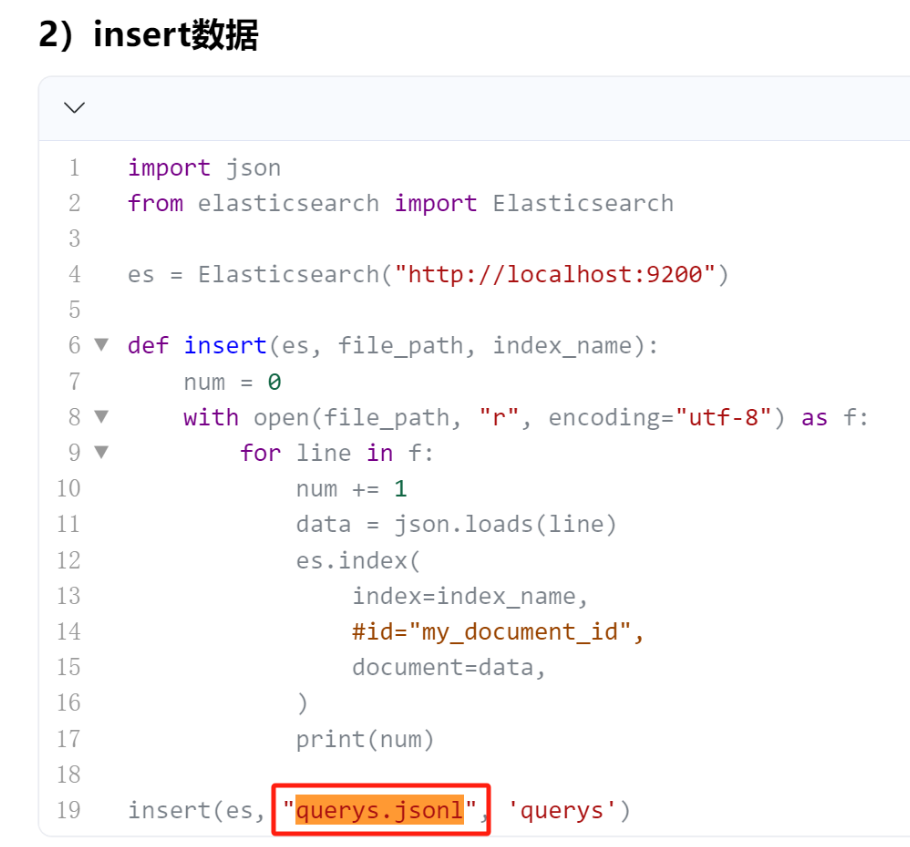 2）insert数据
1 import json
2 from elasticsearch import Elasticsearch
3
4 es = Elasticsearch("http://localhost:9200")
5
6 def insert(es, file_path, index_name):
7     num = 0
8     with open(file_path, "r", encoding="utf-8") as f:
9         for line in f:
10             num += 1
11             data = json.loads(line)
12             es.index(
13                 index=index_name,
14                 #id="my_document_id",
15                 document=data,
16             )
17             print(num)
18
19 insert(es, "querys.jsonl", 'querys')